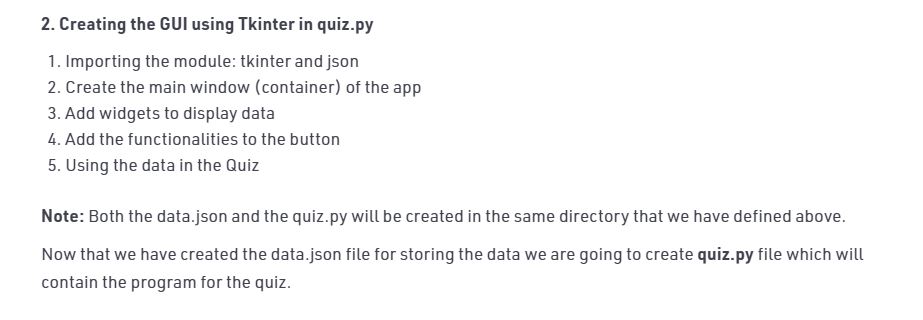 2. Creating the GUI using Tkinter in quiz.py
1. Importing the module: tkinter and json
2. Create the main window (container) of the app
3. Add widgets to display data
4. Add the functionalities to the button
5. Using the data in the Quiz
Note: Both the data.json and the quiz.py will be created in the same directory that we have defined above.
Now that we have created the data.json file for storing the data we are going to create quiz.py file which will
contain the program for the quiz.